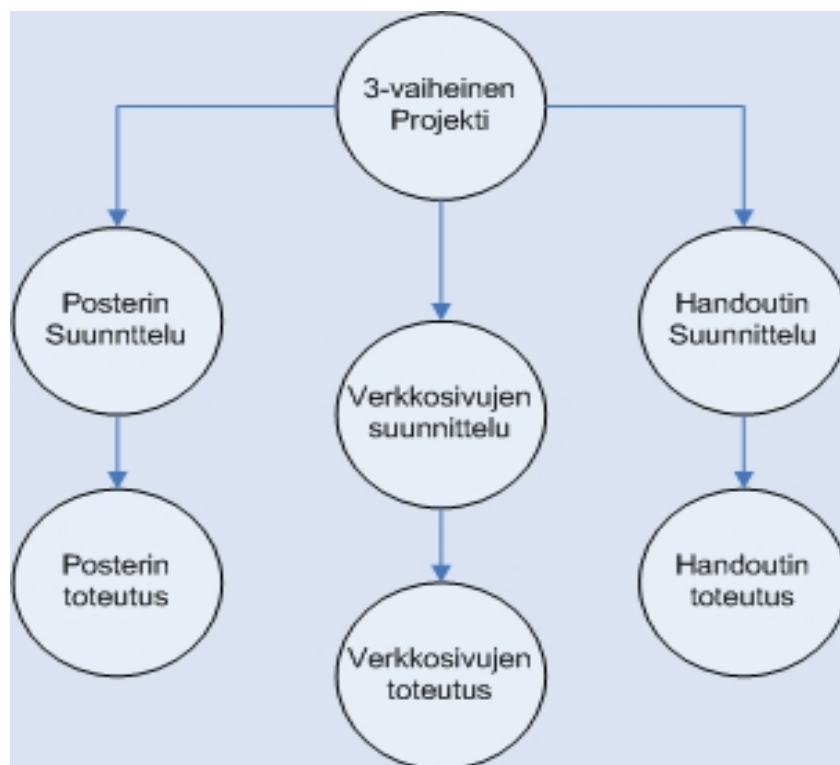 3-vaiheinen
Projekti
Posterin
Suunnttelu
Verkkosivujen
suunnittelu
Handoutin
Suunnittelu
Posterin
toteutus
Verkkosivujen
toteutus
Handoutin
toteutus